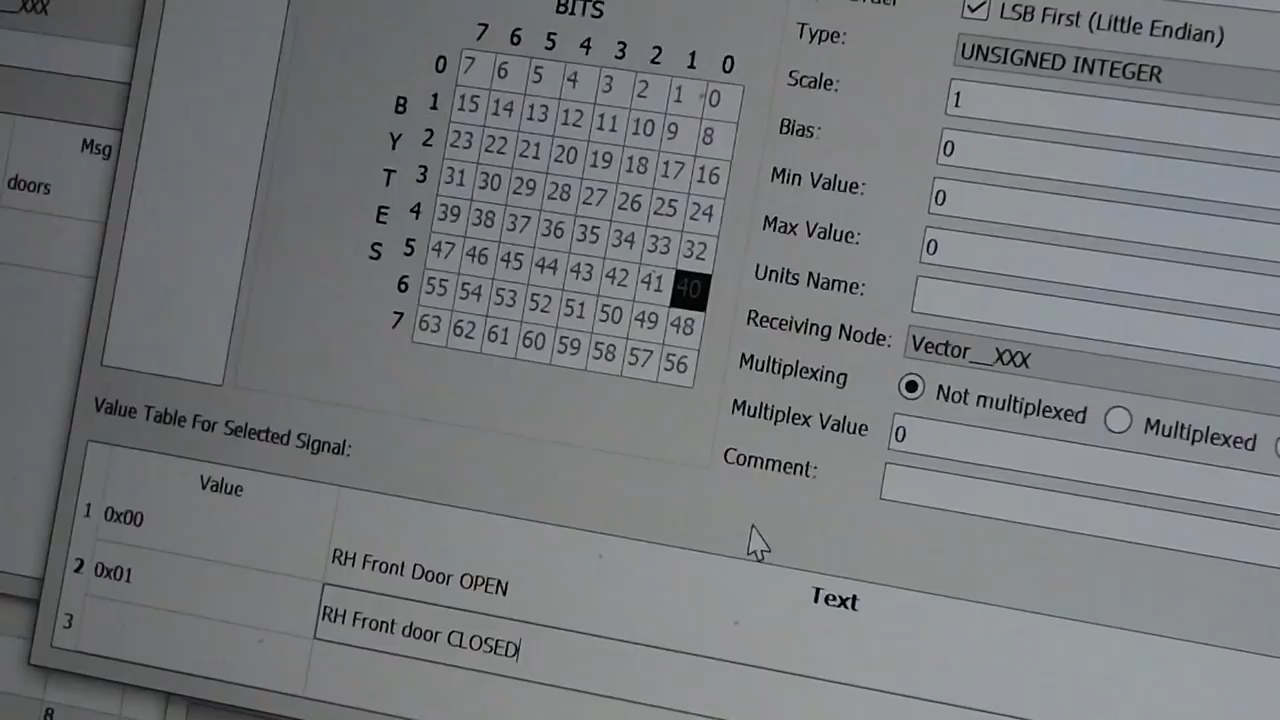 XXX
Msg
doors
BITS
7 6 5 4 3 2 1 0
BYTES
0 7 6 5 4 3 2 1 0
1 15 14 13 12 11 10 9 8
2 23 22 21 20 19 18 17 16
3 31 30 29 28 27 26 25 24
4 39 38 37 36 35 34 33 32
5 47 46 45 44 43 42 41 40
6 55 54 53 52 51 50 49 48
7 63 62 61 60 59 58 57 56
LSB First (Little Endian)
Type: UNSIGNED INTEGER
Scale: 1
Bias: 0
Min Value: 0
Max Value: 0
Units Name:
Receiving Node: Vector__XXX
Multiplexing Not multiplexed Multiplexed
Multiplex Value 0
Comment:
Value Table For Selected Signal:
Value Text
1 0x00 RH Front Door OPEN
2 0x01 RH Front door CLOSED
3
8